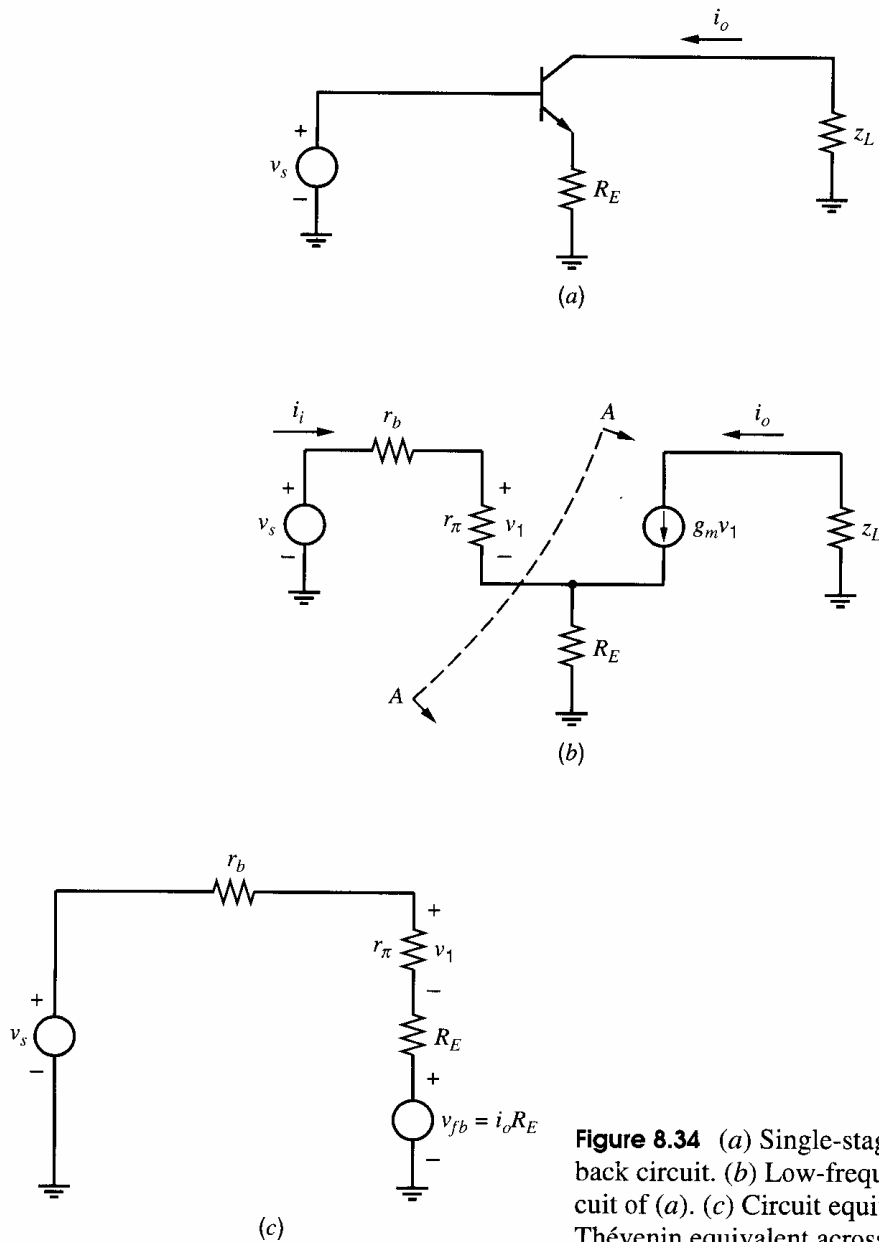 i_o
+
v_s
−
R_E
z_L
(a)
i_i
r_b
A
i_o
+
v_s
−
r_π
+
v_1
−
g_m v_1
z_L
R_E
A
(b)
r_b
+
r_π
v_1
−
+
v_s
−
R_E
+
v_fb = i_o R_E
−
(c)
Figure 8.34 (a) Single-stag
back circuit. (b) Low-frequ
cuit of (a). (c) Circuit equi
Thévenin equivalent across